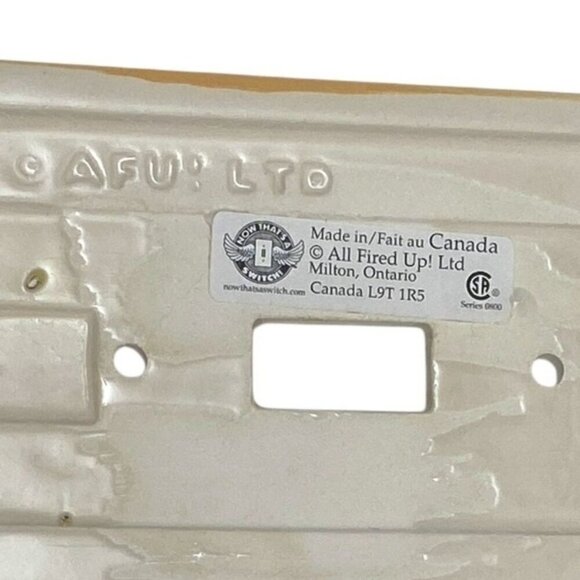 © AFU! LTD
NOW THAT'S A
SWITCH!
nowthatsaswitch.com
Made in/Fait au Canada
© All Fired Up! Ltd
Milton, Ontario
Canada L9T 1R5
SA
Series 0800